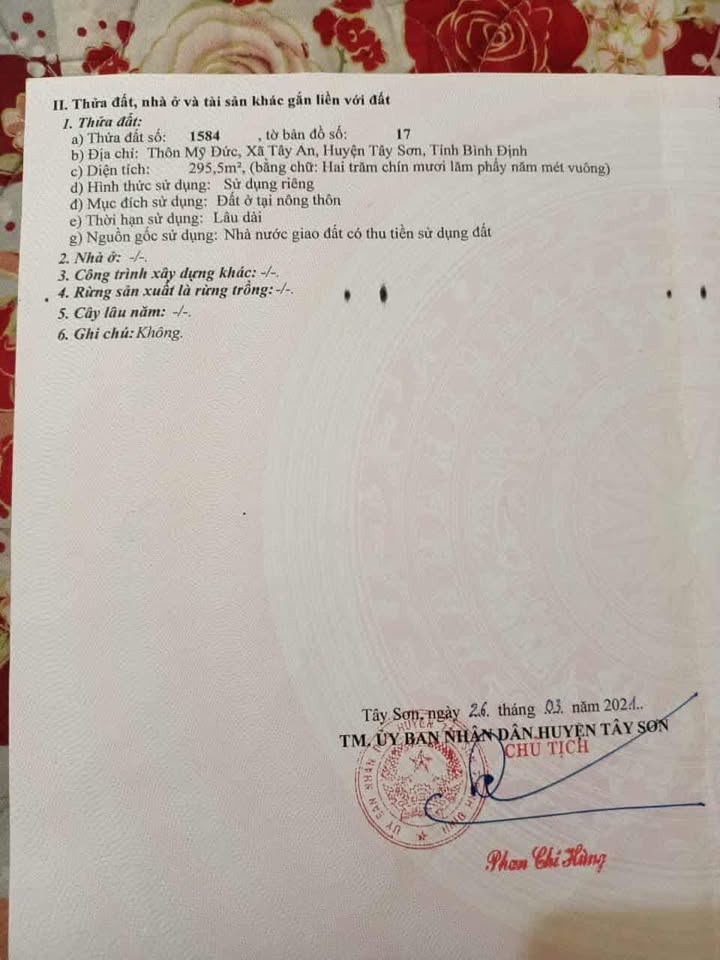 II. Thửa đất, nhà ở và tài sản khác gắn liền với đất
1. Thửa đất:
a) Thửa đất số: 1584 , tờ bản đồ số: 17
b) Địa chỉ: Thôn Mỹ Đức, Xã Tây An, Huyện Tây Sơn, Tỉnh Bình Định
c) Diện tích: 295,5m², (bằng chữ: Hai trăm chín mươi lăm phẩy năm mét vuông)
d) Hình thức sử dụng: Sử dụng riêng
đ) Mục đích sử dụng: Đất ở tại nông thôn
e) Thời hạn sử dụng: Lâu dài
g) Nguồn gốc sử dụng: Nhà nước giao đất có thu tiền sử dụng đất
2. Nhà ở: -/-.
3. Công trình xây dựng khác: -/-.
4. Rừng sản xuất là rừng trồng: -/-.
5. Cây lâu năm: -/-.
6. Ghi chú: Không.
Tây Sơn, ngày 26. tháng .03. năm 2021..
TM. ỦY BAN NHÂN DÂN HUYỆN TÂY SƠN
CHỦ TỊCH
ỦY BAN NHÂN
HUYỆN
Phan Chí Hùng